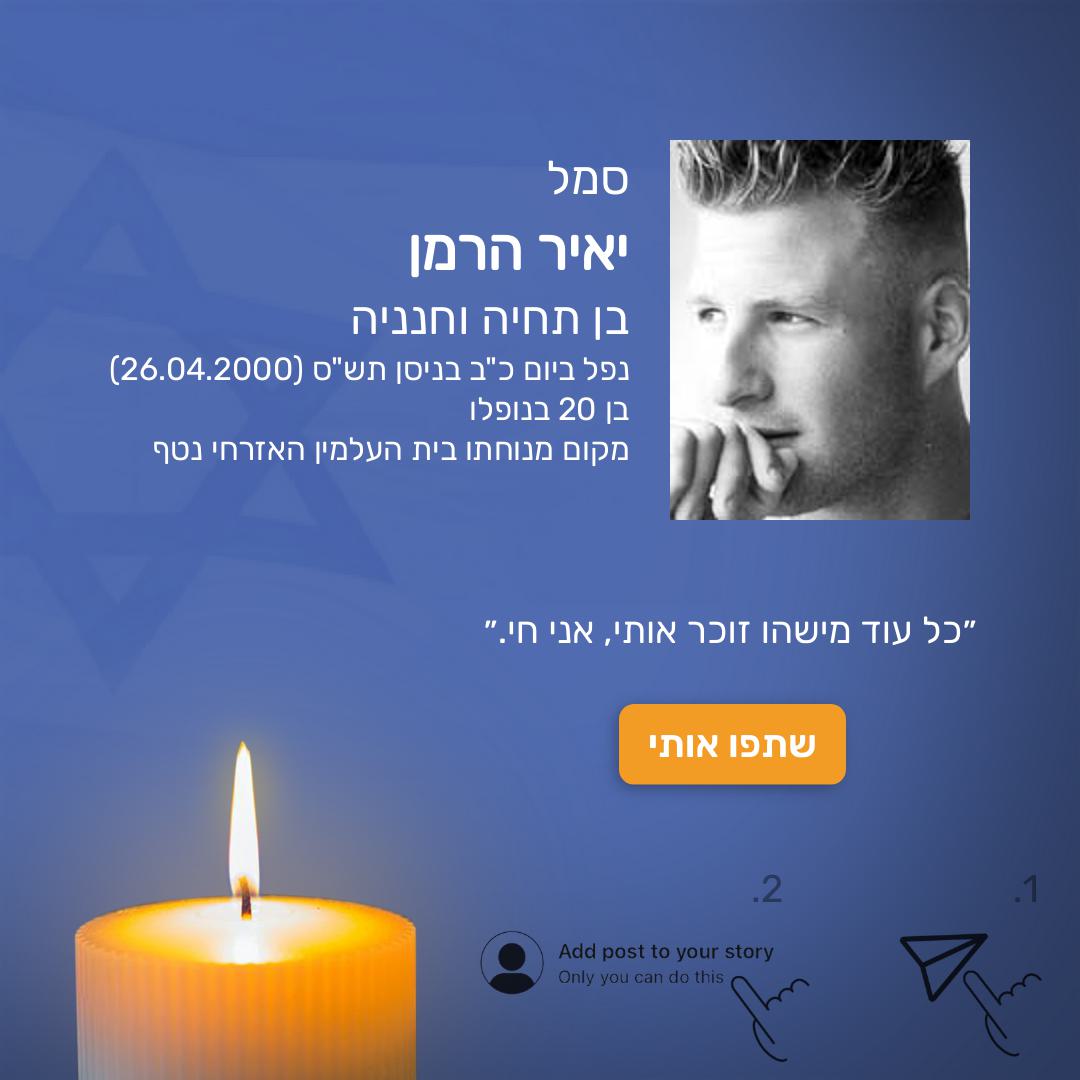 סמל
יאיר הרמן
בן תחיה וחנניה
נפל ביום כ"ב בניסן תש"ס (26.04.2000)
בן 20 בנופלו
מקום מנוחתו בית העלמין האזרחי נטף
״כל עוד מישהו זוכר אותי, אני חי.״
שתפו אותי
.1
.2
Add post to your story
Only you can do this